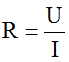 R = U/I